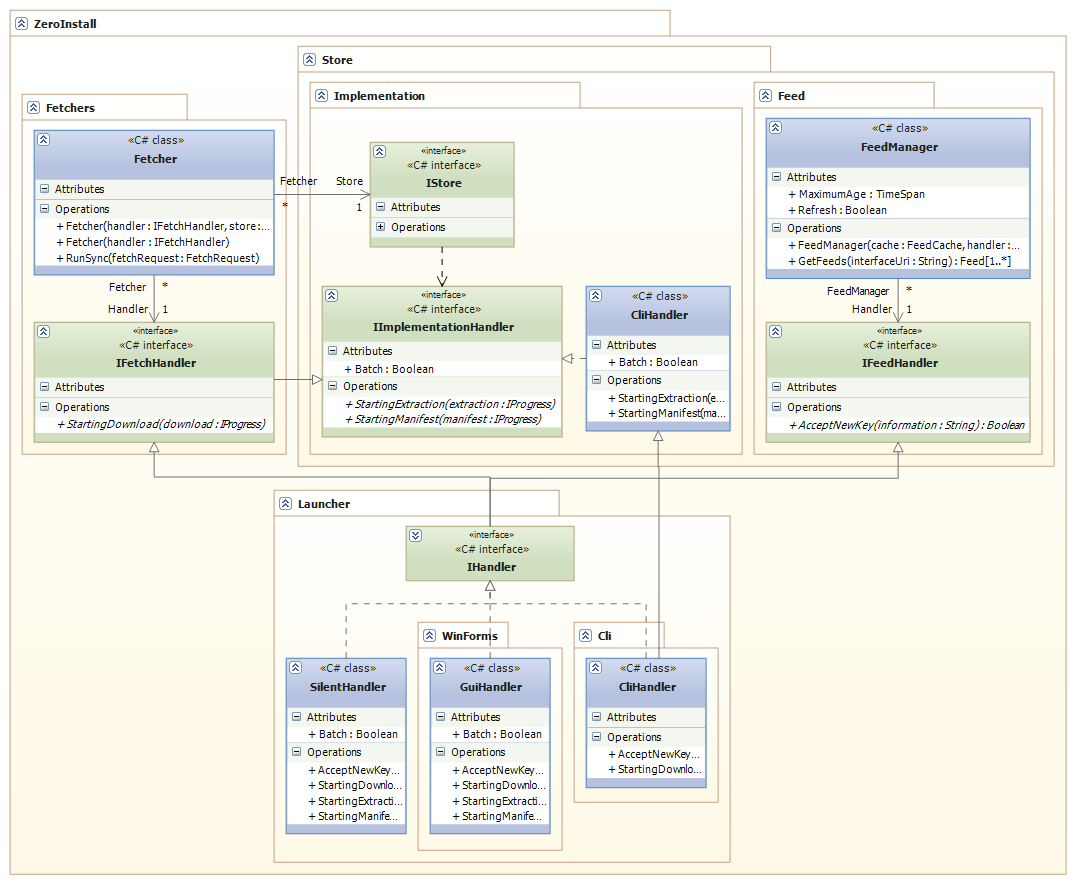 ZeroInstall
Store
Fetchers
Implementation
Feed
«C# class»
Fetcher
Attributes
Operations
+ Fetcher(handler : IFetchHandler, store:...
+ Fetcher(handler : IFetchHandler)
+ RunSync(fetchRequest : FetchRequest)
Fetcher
Store
*
1
«interface»
«C# interface»
IStore
Attributes
Operations
«C# class»
FeedManager
Attributes
+ MaximumAge : TimeSpan
+ Refresh : Boolean
Operations
+ FeedManager(cache : FeedCache, handler :...
+ GetFeeds(interfaceUri : String) : Feed[1..*]
Fetcher *
Handler 1
FeedManager *
Handler 1
«interface»
«C# interface»
IFetchHandler
Attributes
Operations
+ StartingDownload(download : IProgress)
«interface»
«C# interface»
IImplementationHandler
Attributes
+ Batch : Boolean
Operations
+ StartingExtraction(extraction : IProgress)
+ StartingManifest(manifest : IProgress)
«C# class»
CliHandler
Attributes
+ Batch : Boolean
Operations
+ StartingExtraction(e...
+ StartingManifest(ma...
«interface»
«C# interface»
IFeedHandler
Attributes
Operations
+ AcceptNewKey(information : String) : Boolean
Launcher
«interface»
«C# interface»
IHandler
WinForms
Cli
«C# class»
SilentHandler
Attributes
+ Batch : Boolean
Operations
+ AcceptNewKey...
+ StartingDownlo...
+ StartingExtracti...
+ StartingManife...
«C# class»
GuiHandler
Attributes
+ Batch : Boolean
Operations
+ AcceptNewKey...
+ StartingDownlo...
+ StartingExtracti...
+ StartingManife...
«C# class»
CliHandler
Attributes
Operations
+ AcceptNewKey...
+ StartingDownlo...